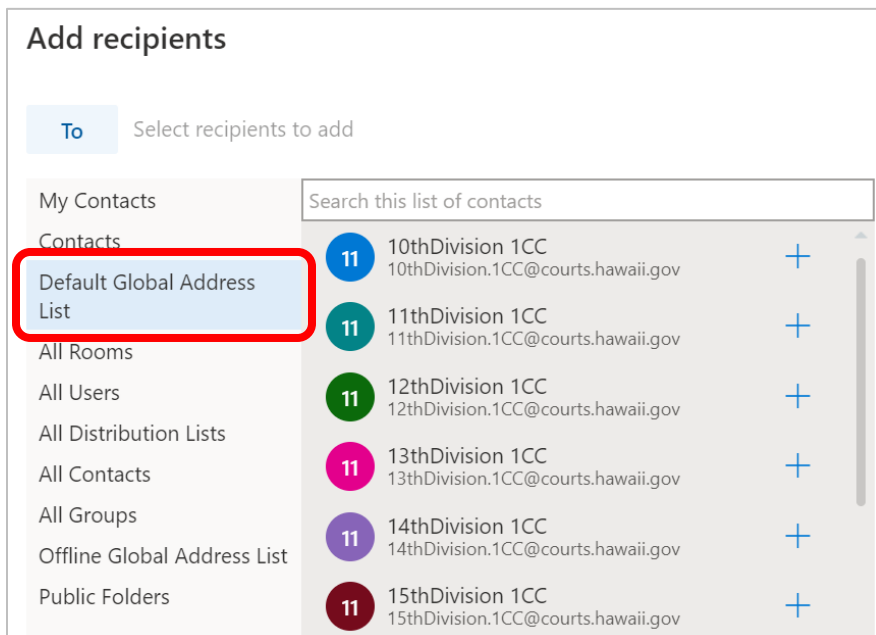 Add recipients
To
Select recipients to add
My Contacts
Contacts
Default Global Address
List
All Rooms
All Users
All Distribution Lists
All Contacts
All Groups
Offline Global Address List
Public Folders
Search this list of contacts
11
10thDivision 1CC
10thDivision.1CC@courts.hawaii.gov
11
11thDivision 1CC
11thDivision.1CC@courts.hawaii.gov
11
12thDivision 1CC
12thDivision.1CC@courts.hawaii.gov
11
13thDivision 1CC
13thDivision.1CC@courts.hawaii.gov
11
14thDivision 1CC
14thDivision.1CC@courts.hawaii.gov
11
15thDivision 1CC
15thDivision.1CC@courts.hawaii.gov